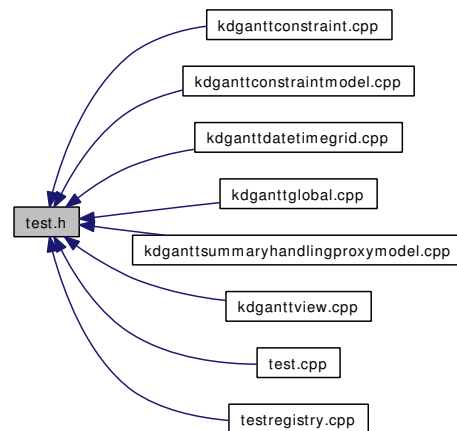 kdganttconstraint.cpp
kdganttconstraintmodel.cpp
kdganttdatetimegrid.cpp
kdganttglobal.cpp
test.h
kdganttsummaryhandlingproxymodel.cpp
kdganttview.cpp
test.cpp
testregistry.cpp